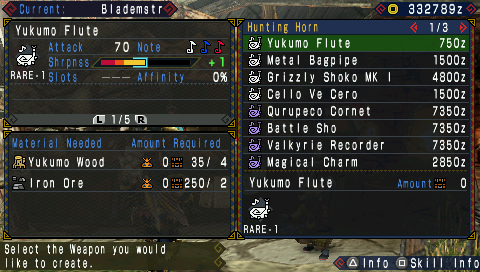 Current: Blademstr
332789z
Yukumo Flute
Attack 70 Note
Shrpnss +1
RARE-1 Slots --- Affinity 0%
L 1/5 R
Material Needed Amount Required
Yukumo Wood 0 35/ 4
Iron Ore 0 250/ 2
Select the Weapon you would
like to create.
Hunting Horn 1/3
Yukumo Flute 750z
Metal Bagpipe 1500z
Grizzly Shoko MK I 4800z
Cello Ve Cero 1500z
Qurupeco Cornet 7350z
Battle Sho 7350z
Valkyrie Recorder 7350z
Magical Charm 2850z
Yukumo Flute Amount 0
RARE-1
Info Skill Info